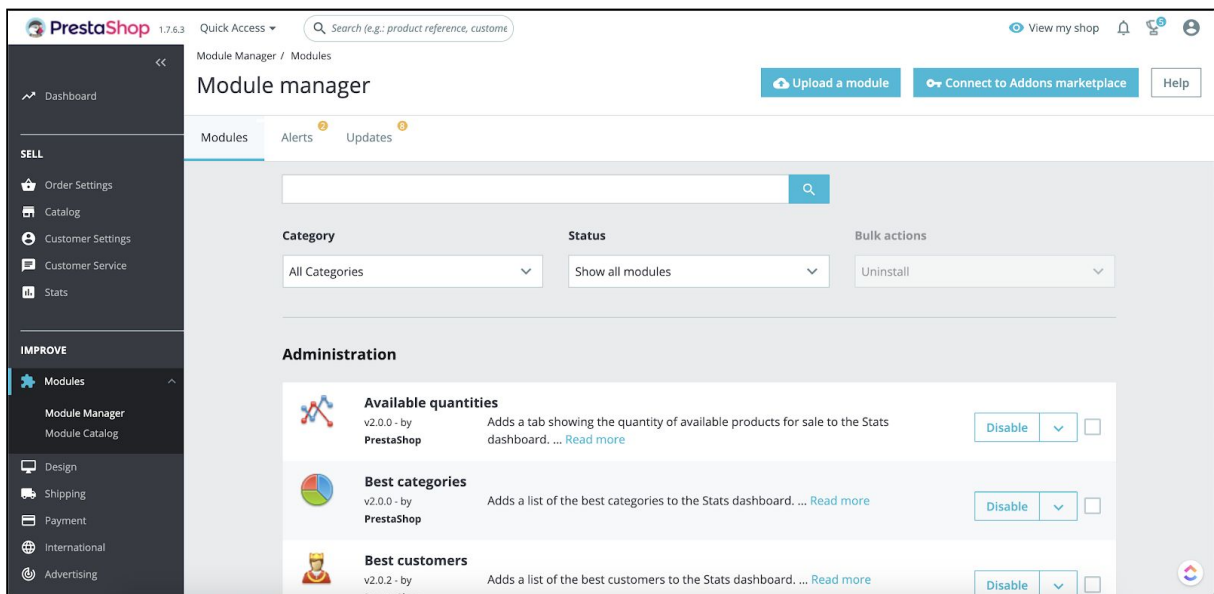 PrestaShop 1.7.6.3 Quick Access Search (e.g.: product reference, custome View my shop 5
Module Manager / Modules
Module manager
Upload a module Connect to Addons marketplace Help
Modules Alerts 2 Updates 8
Dashboard
SELL
Order Settings
Catalog
Customer Settings
Customer Service
Stats
IMPROVE
Modules
Module Manager
Module Catalog
Design
Shipping
Payment
International
Advertising
Category Status Bulk actions
All Categories Show all modules Uninstall
Administration
Available quantities
v2.0.0 - by
PrestaShop
Adds a tab showing the quantity of available products for sale to the Stats
dashboard. ... Read more
Disable
Best categories
v2.0.0 - by
PrestaShop
Adds a list of the best categories to the Stats dashboard. ... Read more
Disable
Best customers
v2.0.2 - by
Adds a list of the best customers to the Stats dashboard. ... Read more
Disable